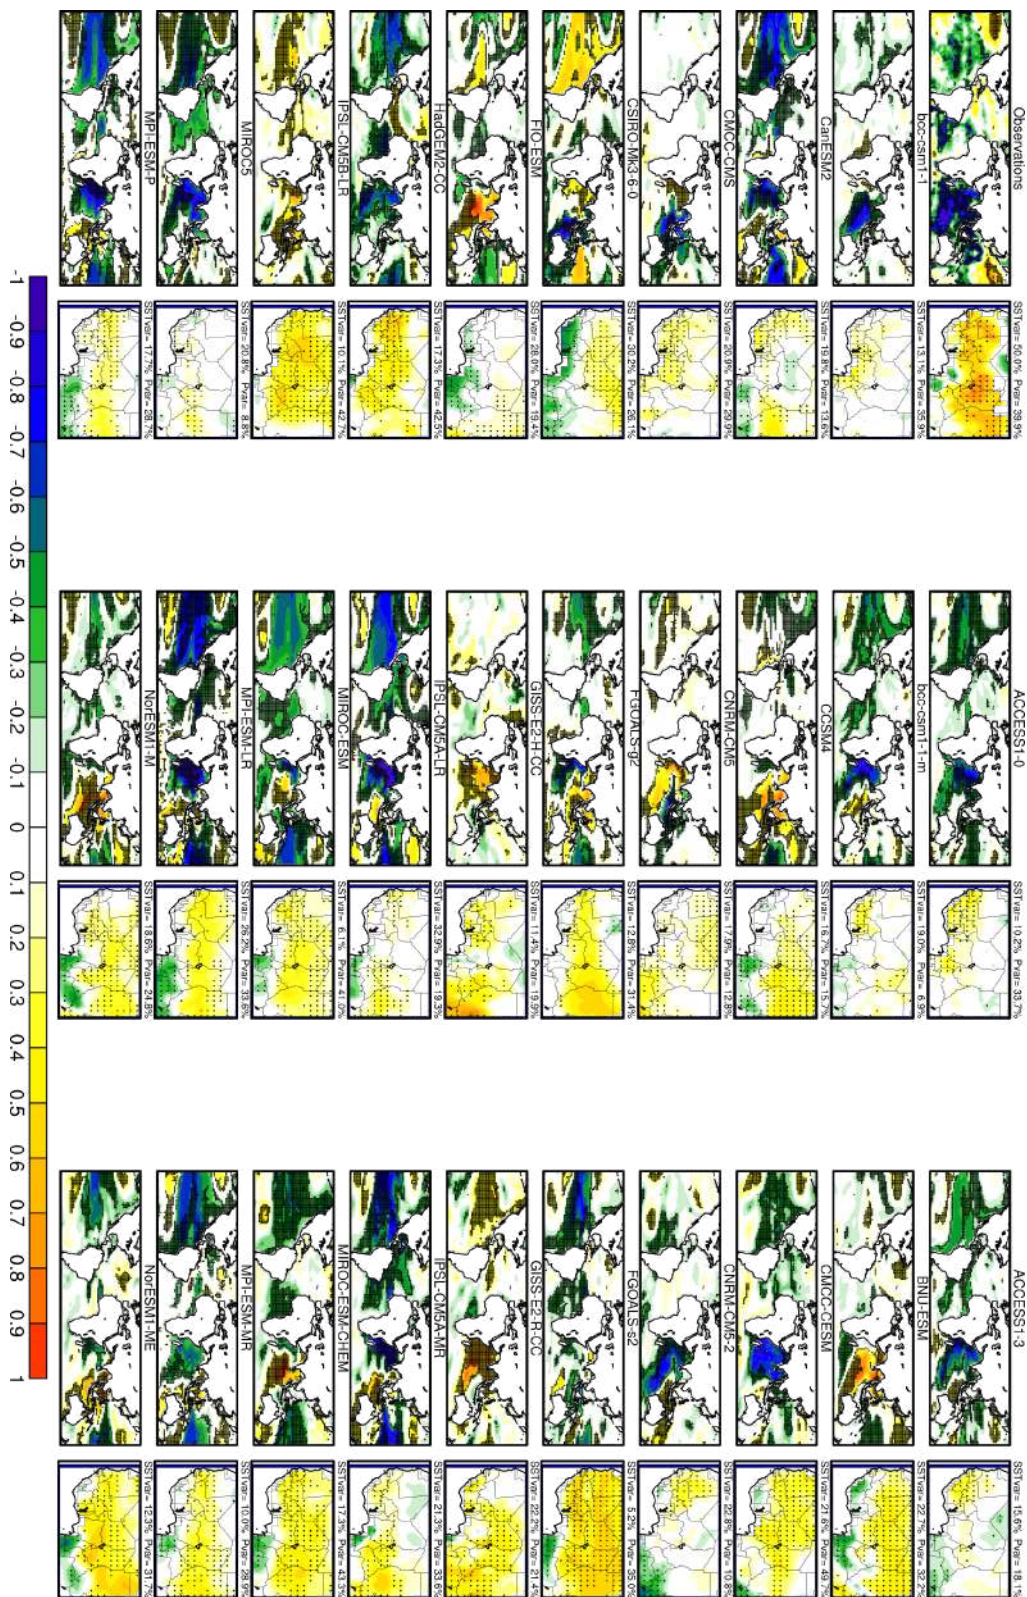 Observations
SSTvar= 50.0% Pvar= 39.9%
ACCESS1-0
SSTvar= 10.2% Pvar= 33.7%
ACCESS1-3
SSTvar= 15.6% Pvar= 18.1%
bcc-csm1-1
SSTvar= 13.1% Pvar= 35.9%
bcc-csm1-1-m
SSTvar= 19.0% Pvar= 6.9%
BNU-ESM
SSTvar= 22.7% Pvar= 32.2%
CanESM2
SSTvar= 19.8% Pvar= 13.6%
CCSM4
SSTvar= 16.7% Pvar= 15.7%
CMCC-CESM
SSTvar= 21.6% Pvar= 49.7%
CMCC-CMS
SSTvar= 20.9% Pvar= 29.9%
CNRM-CM5
SSTvar= 17.9% Pvar= 12.8%
CNRM-CM5-2
SSTvar= 22.8% Pvar= 10.8%
CSIRO-Mk3-6-0
SSTvar= 30.2% Pvar= 26.1%
FGOALS-g2
SSTvar= 12.8% Pvar= 31.4%
FGOALS-s2
SSTvar= 5.2% Pvar= 35.0%
FIO-ESM
SSTvar= 28.0% Pvar= 19.4%
GISS-E2-H-CC
SSTvar= 11.4% Pvar= 19.9%
GISS-E2-R-CC
SSTvar= 22.2% Pvar= 21.4%
HadGEM2-CC
SSTvar= 17.3% Pvar= 42.5%
IPSL-CM5A-LR
SSTvar= 32.9% Pvar= 19.3%
IPSL-CM5A-MR
SSTvar= 21.3% Pvar= 33.6%
IPSL-CM5B-LR
SSTvar= 10.1% Pvar= 42.7%
MIROC-ESM
SSTvar= 6.1% Pvar= 41.0%
MIROC-ESM-CHEM
SSTvar= 17.3% Pvar= 43.3%
MIROC5
SSTvar= 20.8% Pvar= 8.8%
MPI-ESM-LR
SSTvar= 26.2% Pvar= 33.6%
MPI-ESM-MR
SSTvar= 10.0% Pvar= 28.9%
MPI-ESM-P
SSTvar= 17.7% Pvar= 28.7%
NorESM1-M
SSTvar= 18.6% Pvar= 24.8%
NorESM1-ME
SSTvar= 12.3% Pvar= 31.7%
-1 -0.9 -0.8 -0.7 -0.6 -0.5 -0.4 -0.3 -0.2 -0.1 0 0.1 0.2 0.3 0.4 0.5 0.6 0.7 0.8 0.9 1